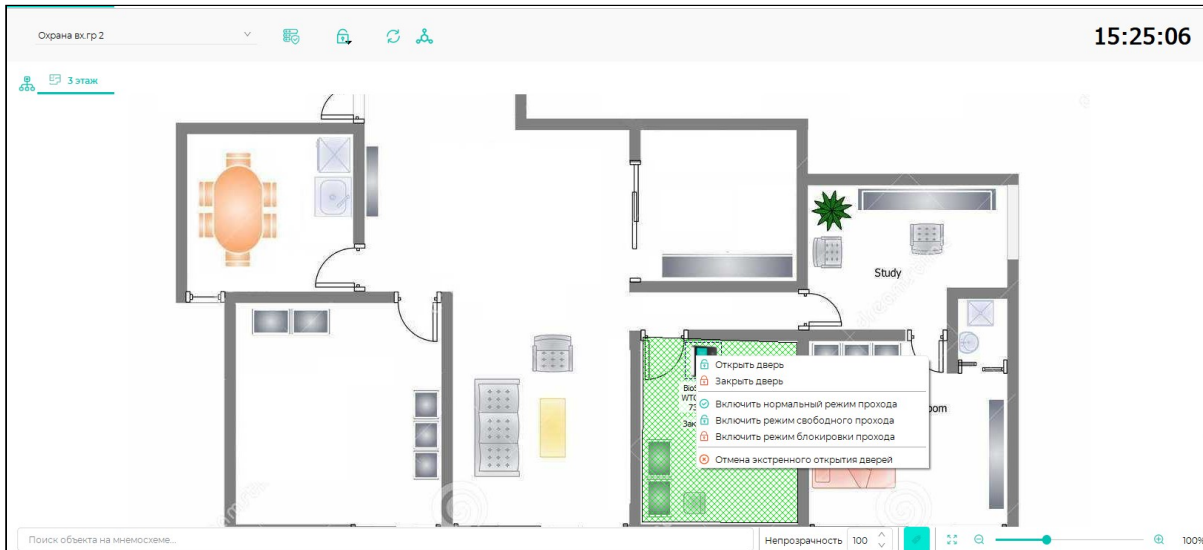 Охрана вх.гр 2
15:25:06
3 этаж
Study
Открыть дверь
Закрыть дверь
Включить нормальный режим прохода
Включить режим свободного прохода
Включить режим блокировки прохода
Отмена экстренного открытия дверей
Поиск объекта на мнемосхеме...
Непрозрачность 100
100%